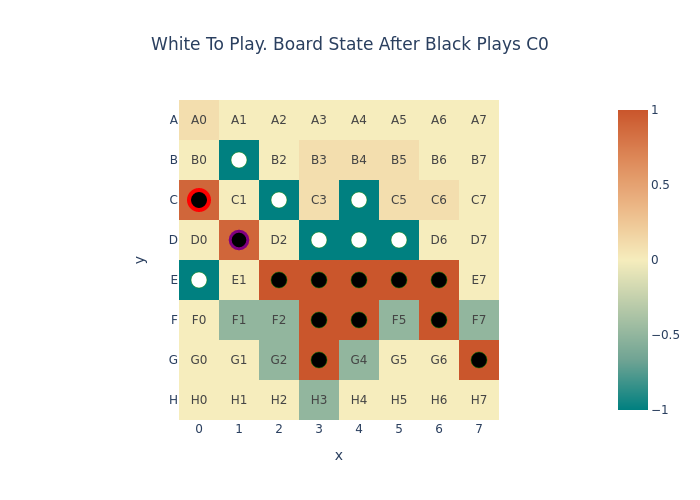 White To Play. Board State After Black Plays C0
A A0 A1 A2 A3 A4 A5 A6 A7
B B0 B2 B3 B4 B5 B6 B7
C C1 C3 C5 C6 C7
D D0 D2 D6 D7
E E1 E7
F F0 F1 F2 F5 F7
G G0 G1 G2 G4 G5 G6
H H0 H1 H2 H3 H4 H5 H6 H7
0 1 2 3 4 5 6 7
x
y
1
0.5
0
−0.5
−1